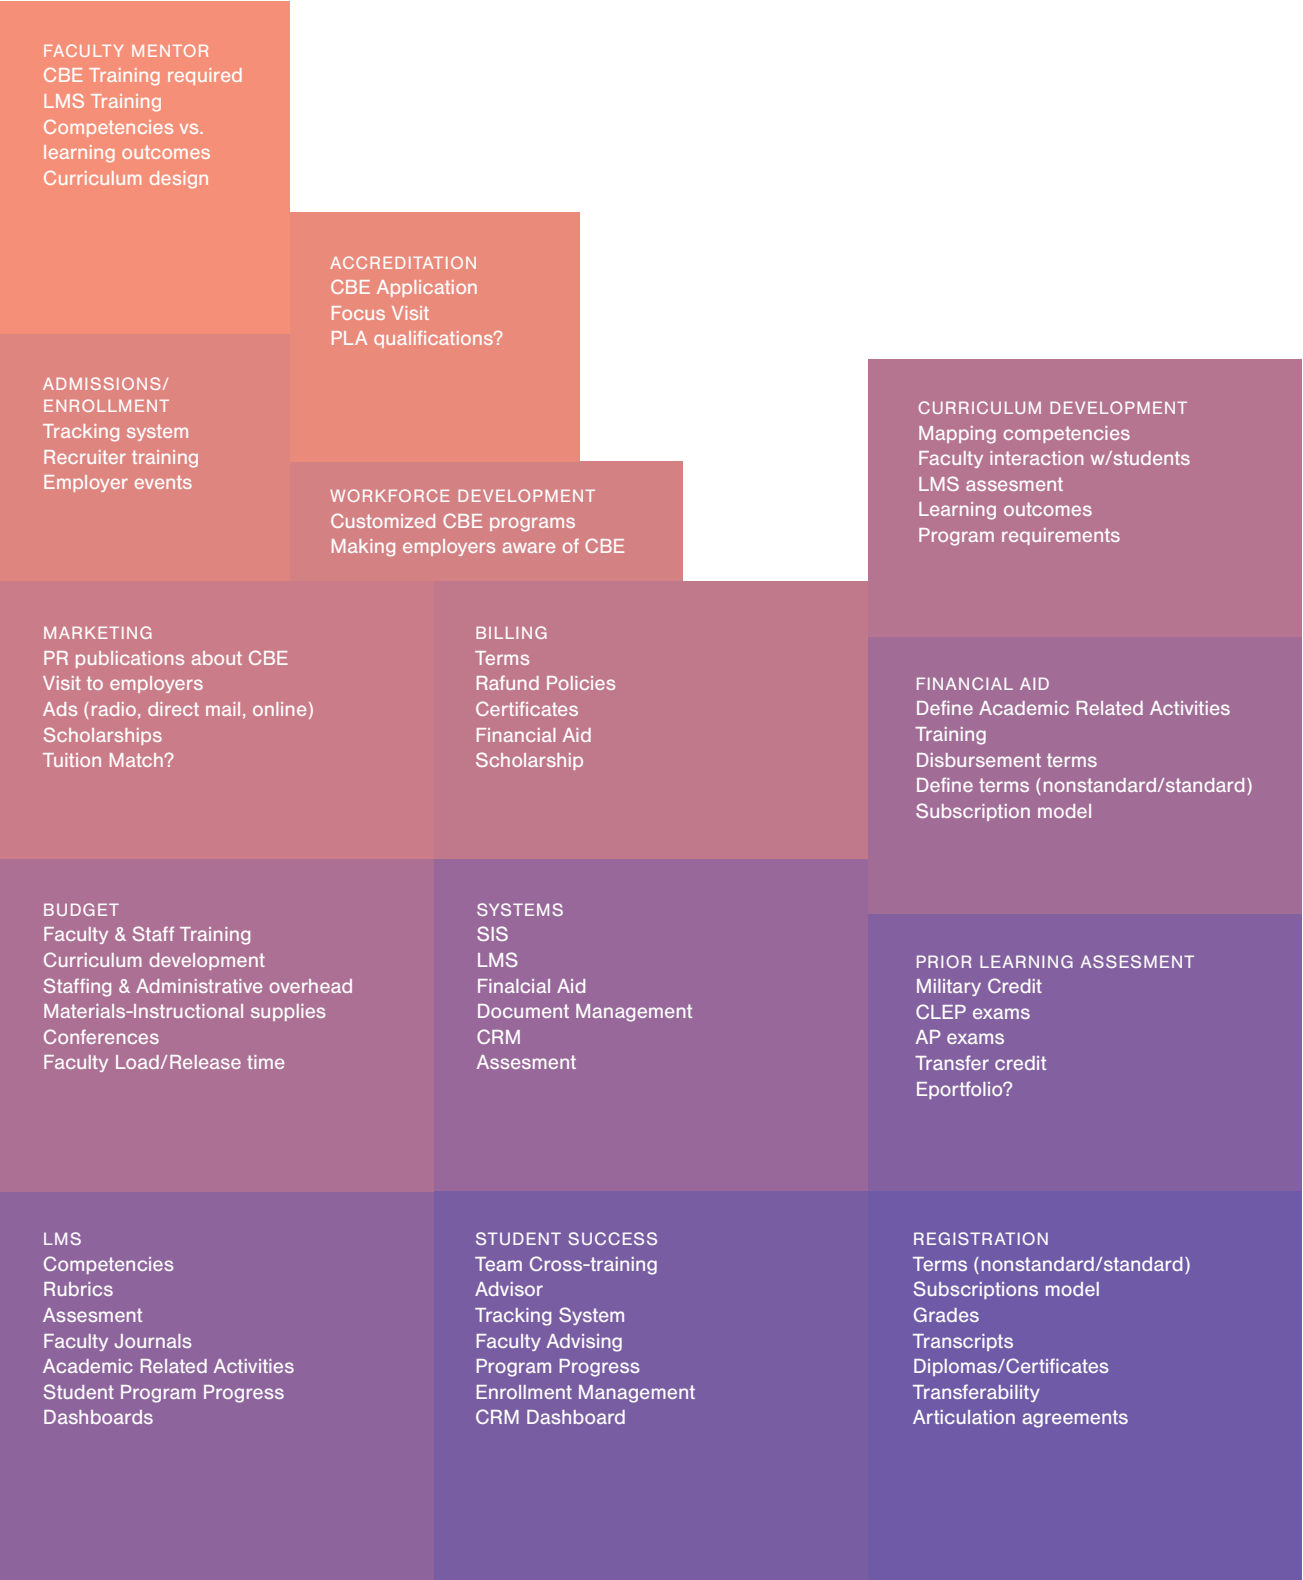 FACULTY MENTOR
CBE Training required
LMS Training
Competencies vs.
learning outcomes
Curriculum design
ACCREDITATION
CBE Application
Focus Visit
PLA qualifications?
ADMISSIONS/
ENROLLMENT
Tracking system
Recruiter training
Employer events
WORKFORCE DEVELOPMENT
Customized CBE programs
Making employers aware of CBE
CURRICULUM DEVELOPMENT
Mapping competencies
Faculty interaction w/students
LMS assesment
Learning outcomes
Program requirements
MARKETING
PR publications about CBE
Visit to employers
Ads (radio, direct mail, online)
Scholarships
Tuition Match?
BILLING
Terms
Rafund Policies
Certificates
Financial Aid
Scholarship
FINANCIAL AID
Define Academic Related Activities
Training
Disbursement terms
Define terms (nonstandard/standard)
Subscription model
BUDGET
Faculty & Staff Training
Curriculum development
Staffing & Administrative overhead
Materials-Instructional supplies
Conferences
Faculty Load/Release time
SYSTEMS
SIS
LMS
Finalcial Aid
Document Management
CRM
Assesment
PRIOR LEARNING ASSESMENT
Military Credit
CLEP exams
AP exams
Transfer credit
Eportfolio?
LMS
Competencies
Rubrics
Assesment
Faculty Journals
Academic Related Activities
Student Program Progress
Dashboards
STUDENT SUCCESS
Team Cross-training
Advisor
Tracking System
Faculty Advising
Program Progress
Enrollment Management
CRM Dashboard
REGISTRATION
Terms (nonstandard/standard)
Subscriptions model
Grades
Transcripts
Diplomas/Certificates
Transferability
Articulation agreements